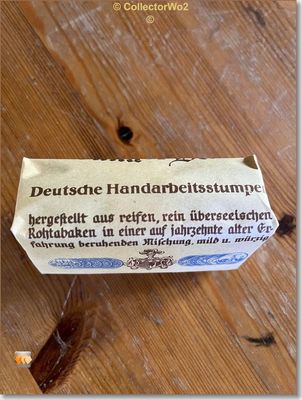 © CollectorWo2
©
Deutsche Handarbeitsstumpe
hergestellt aus reifen, rein überseeischen
Rohtabaken in einer auf jahrzehnte alter Er-
fahrung beruhenden Mischung, mild u. würzig